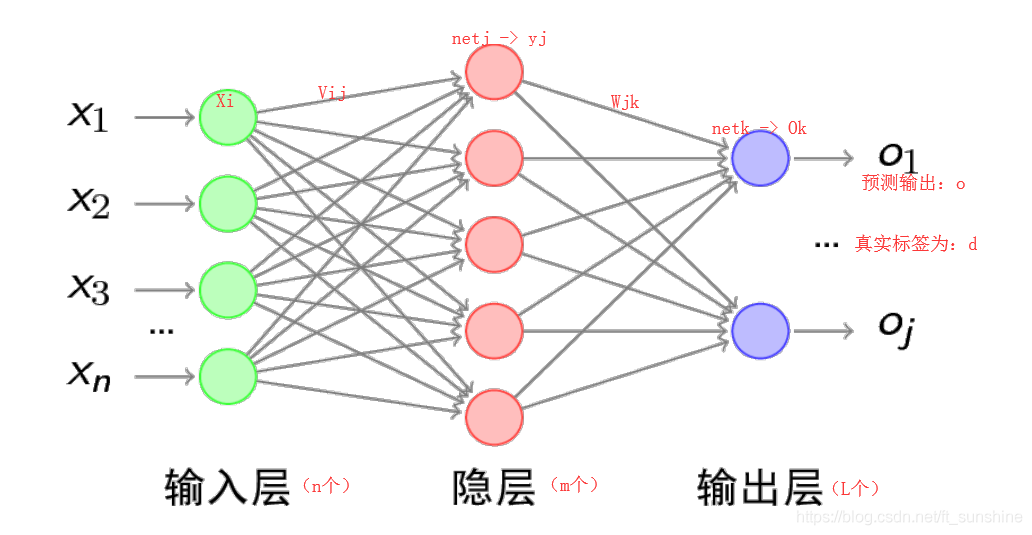 netj -> yj
Xi
Vij
Wjk
x1
netk -> Ok
o1
预测输出: o
x2
... 真实标签为: d
x3
...
oj
xn
输入层 (n个)
隐层 (m个)
输出层 (L个)
https://blog.csdn.net/ft_sunshine